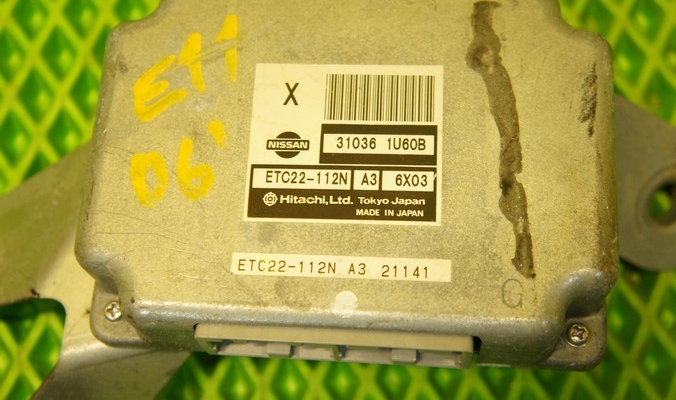 E11
06'
X
NISSAN
31036 1U60B
ETC22-112N A3 6X03
Hitachi, Ltd. Tokyo Japan
MADE IN JAPAN
ETC22-112N A3 21141
G